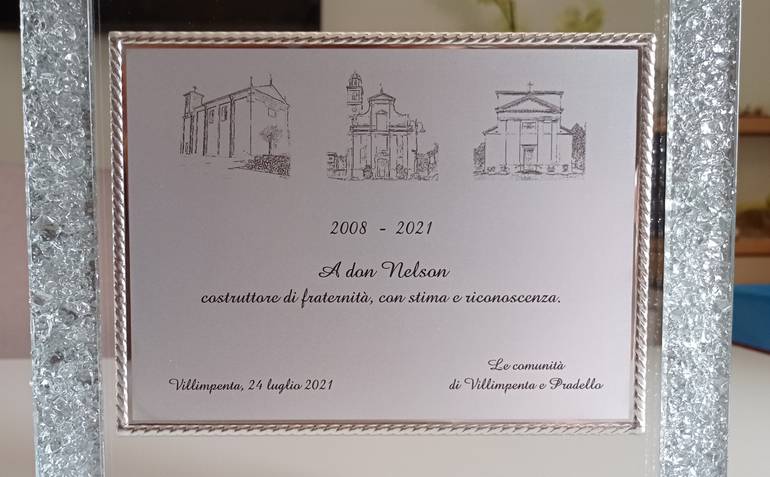 2008 - 2021
A don Nelson
costruttore di fraternità, con stima e riconoscenza.
Villimpenta, 24 luglio 2021
Le comunità
di Villimpenta e Pradello